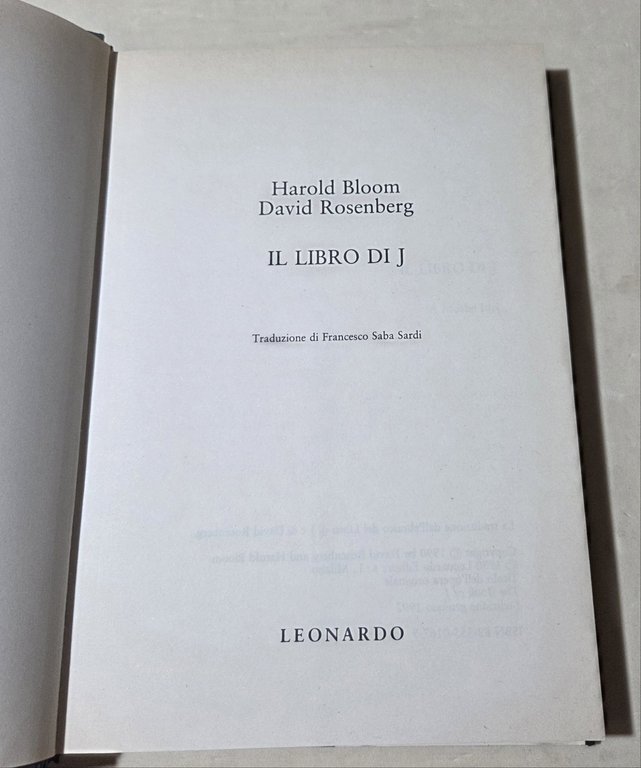 Harold Bloom
David Rosenberg
IL LIBRO DI J
Traduzione di Francesco Saba Sardi
LEONARDO